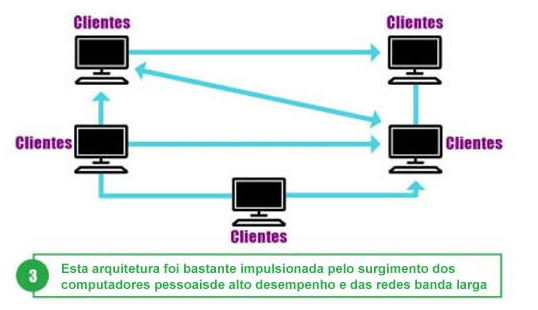 Clientes
Clientes
Clientes
Clientes
Clientes
3
Esta arquitetura foi bastante impulsionada pelo surgimento dos
computadores pessoaisde alto desempenho e das redes banda larga